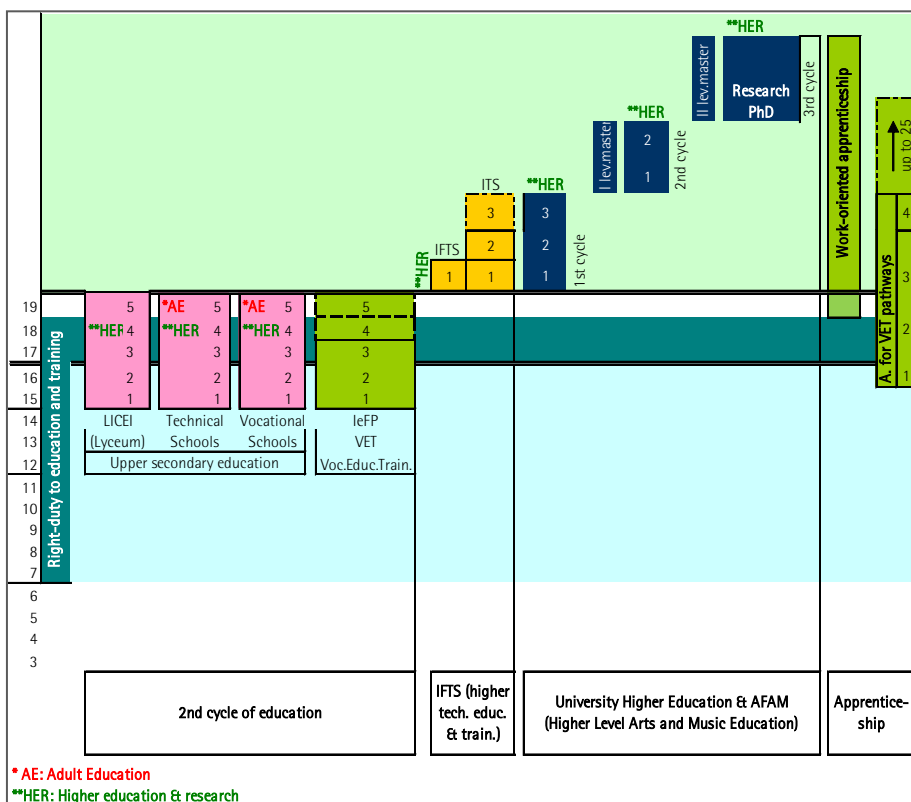 **HER
II lev.master
Research
PhD
3rd cycle
Work-oriented apprenticeship
up to 25
**HER
I lev.master
2
1
2nd cycle
ITS
**HER
3
2
1
1st cycle
IFTS
**HER
1
3
2
1
A. for VET pathways
4
3
2
1
19
18
17
16
15
14
13
12
11
10
9
8
7
6
5
4
3
Right-duty to education and training
5
**HER 4
3
2
1
*AE 5
**HER 4
3
2
1
*AE 5
**HER 4
3
2
1
5
4
3
2
1
LICEI
(Lyceum)
Technical
Schools
Vocational
Schools
Upper secondary education
IeFP
VET
Voc.Educ.Train.
2nd cycle of education
IFTS (higher
tech. educ.
& train.)
University Higher Education & AFAM
(Higher Level Arts and Music Education)
Apprentice-
ship
* AE: Adult Education
**HER: Higher education & research